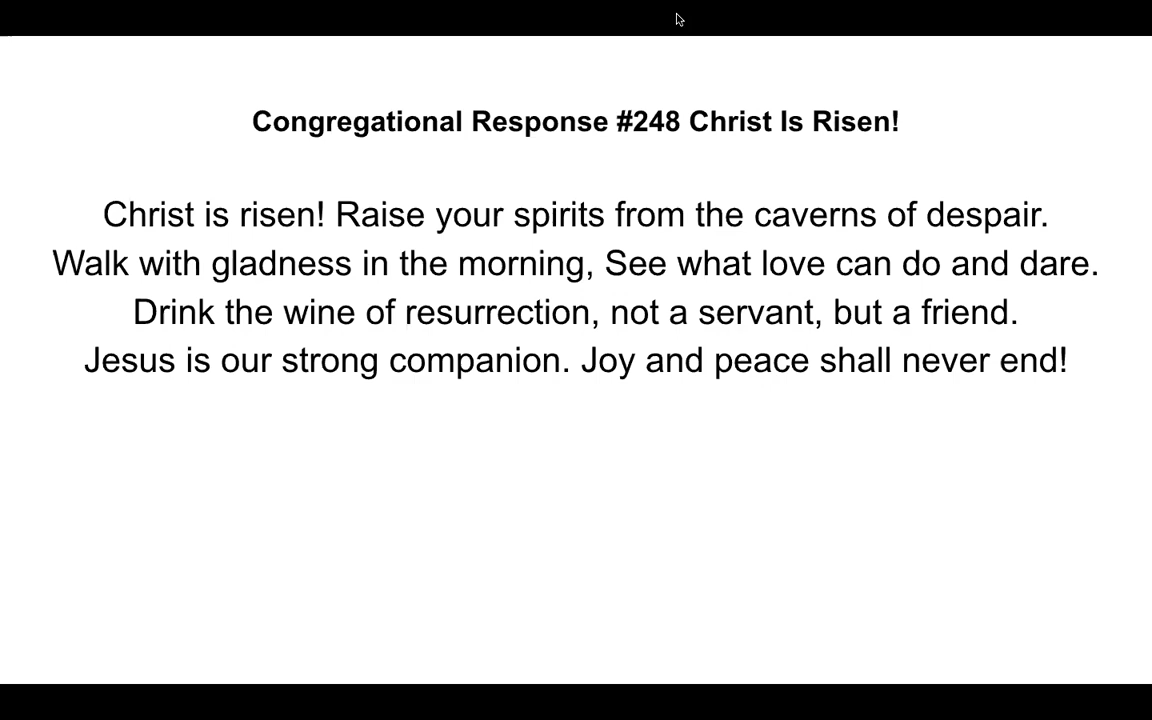 Congregational Response #248 Christ Is Risen!
Christ is risen! Raise your spirits from the caverns of despair.
Walk with gladness in the morning, See what love can do and dare.
Drink the wine of resurrection, not a servant, but a friend.
Jesus is our strong companion. Joy and peace shall never end!